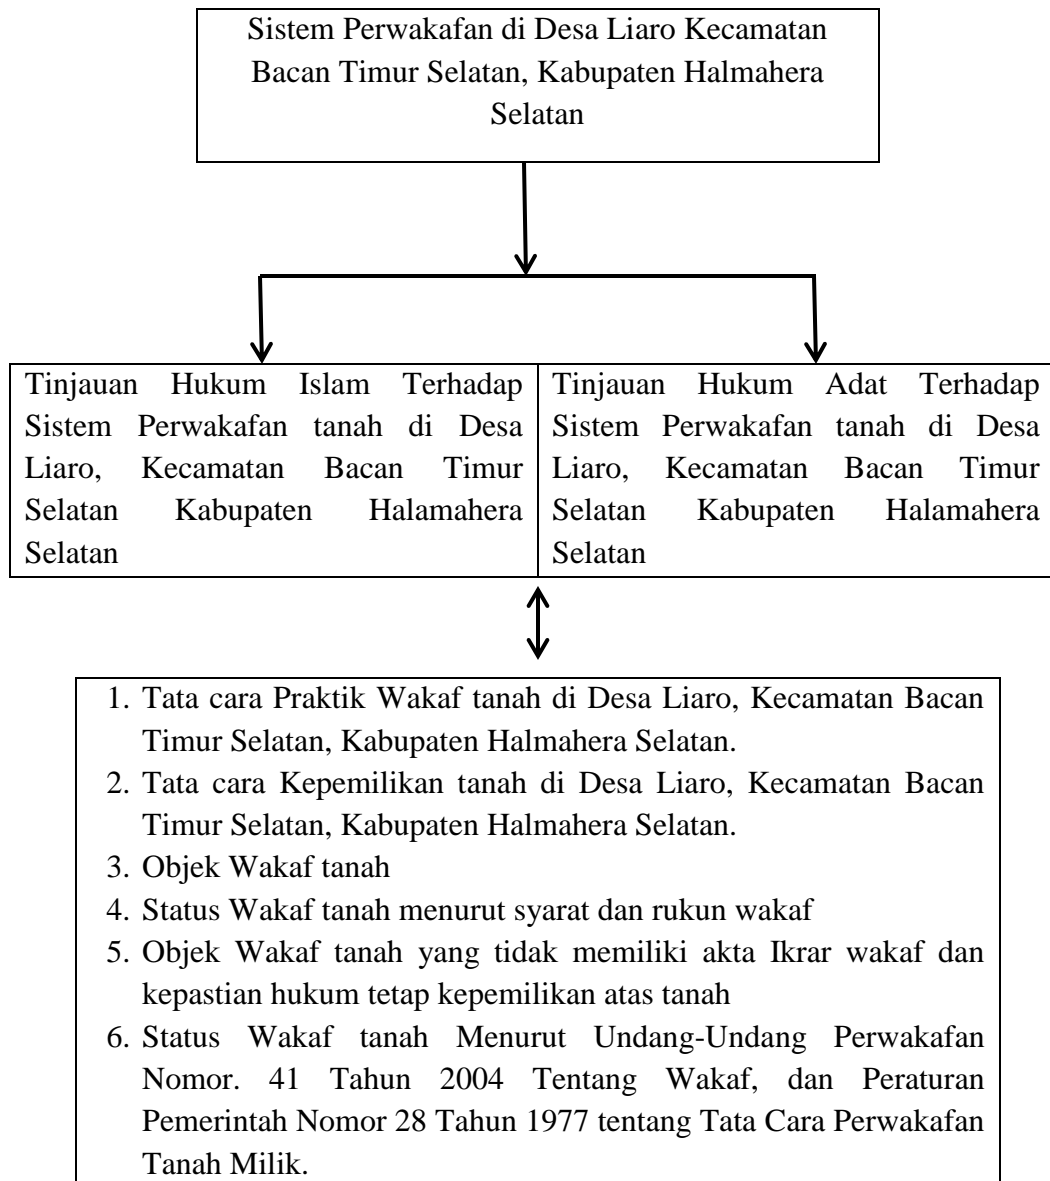 Sistem Perwakafan di Desa Liaro Kecamatan
Bacan Timur Selatan, Kabupaten Halmahera
Selatan
Tinjauan Hukum Islam Terhadap
Sistem Perwakafan tanah di Desa
Liaro, Kecamatan Bacan Timur
Selatan Kabupaten Halamahera
Selatan
Tinjauan Hukum Adat Terhadap
Sistem Perwakafan tanah di Desa
Liaro, Kecamatan Bacan Timur
Selatan Kabupaten Halamahera
Selatan
1. Tata cara Praktik Wakaf tanah di Desa Liaro, Kecamatan Bacan
Timur Selatan, Kabupaten Halmahera Selatan.
2. Tata cara Kepemilikan tanah di Desa Liaro, Kecamatan Bacan
Timur Selatan, Kabupaten Halmahera Selatan.
3. Objek Wakaf tanah
4. Status Wakaf tanah menurut syarat dan rukun wakaf
5. Objek Wakaf tanah yang tidak memiliki akta Ikrar wakaf dan
kepastian hukum tetap kepemilikan atas tanah
6. Status Wakaf tanah Menurut Undang-Undang Perwakafan
Nomor. 41 Tahun 2004 Tentang Wakaf, dan Peraturan
Pemerintah Nomor 28 Tahun 1977 tentang Tata Cara Perwakafan
Tanah Milik.